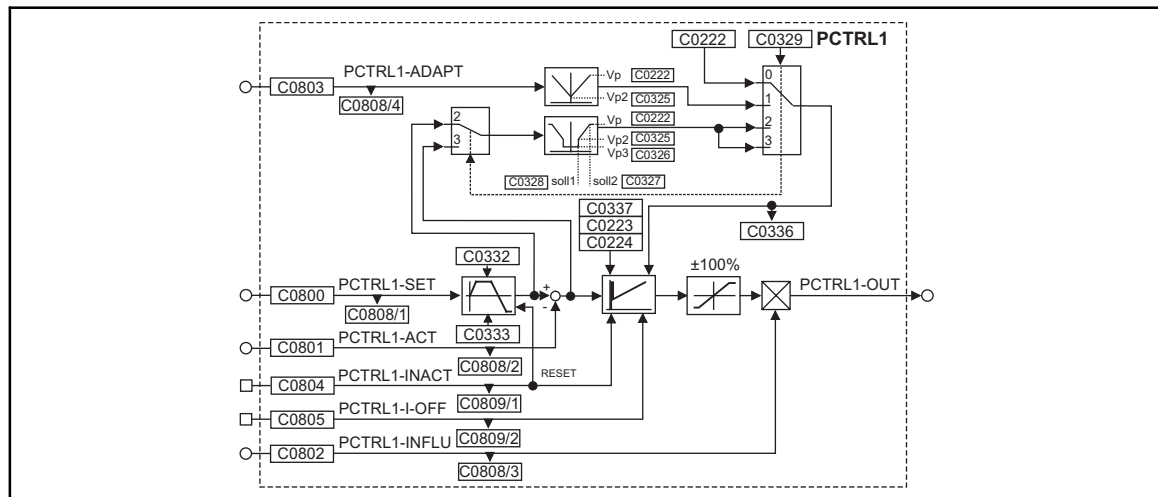 C0222 C0329 PCTRL1
C0803 PCTRL1-ADAPT
C0808/4
Vp C0222
Vp2 C0325
Vp C0222
Vp2 C0325
Vp3 C0326
0
1
2
3
2
3
C0328 soll1 soll2 C0327
C0337
C0223
C0224
C0336
C0332
±100%
C0800 PCTRL1-SET
C0808/1
+
-
PCTRL1-OUT
C0333
C0801 PCTRL1-ACT
C0808/2
RESET
C0804 PCTRL1-INACT
C0809/1
C0805 PCTRL1-I-OFF
C0809/2
C0802 PCTRL1-INFLU
C0808/3